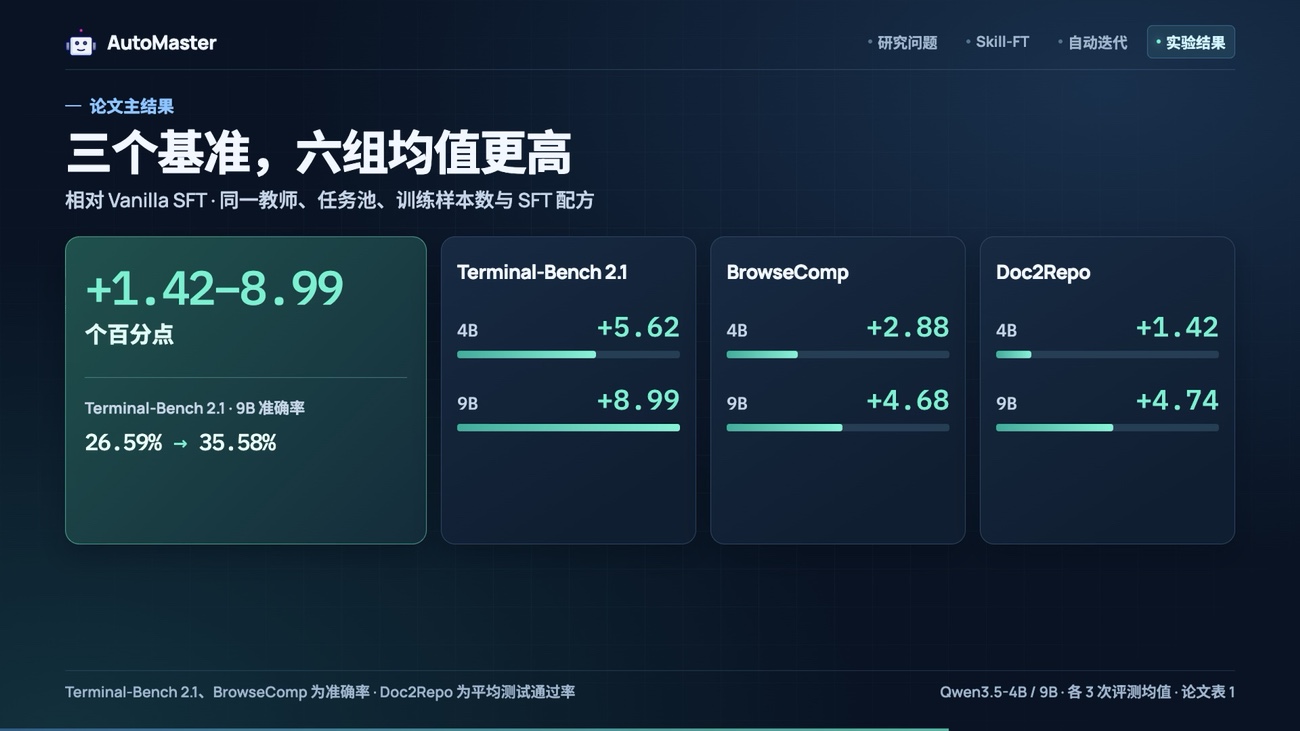 AutoMaster
研究问题
Skill-FT
自动迭代
实验结果
论文主结果
三个基准，六组均值更高
相对 Vanilla SFT · 同一教师、任务池、训练样本数与 SFT 配方
+1.42–8.99
个百分点
Terminal-Bench 2.1 · 9B 准确率
26.59% → 35.58%
Terminal-Bench 2.1
4B +5.62
9B +8.99
BrowseComp
4B +2.88
9B +4.68
Doc2Repo
4B +1.42
9B +4.74
Terminal-Bench 2.1、BrowseComp 为准确率 · Doc2Repo 为平均测试通过率
Qwen3.5-4B / 9B · 各 3 次评测均值 · 论文表 1